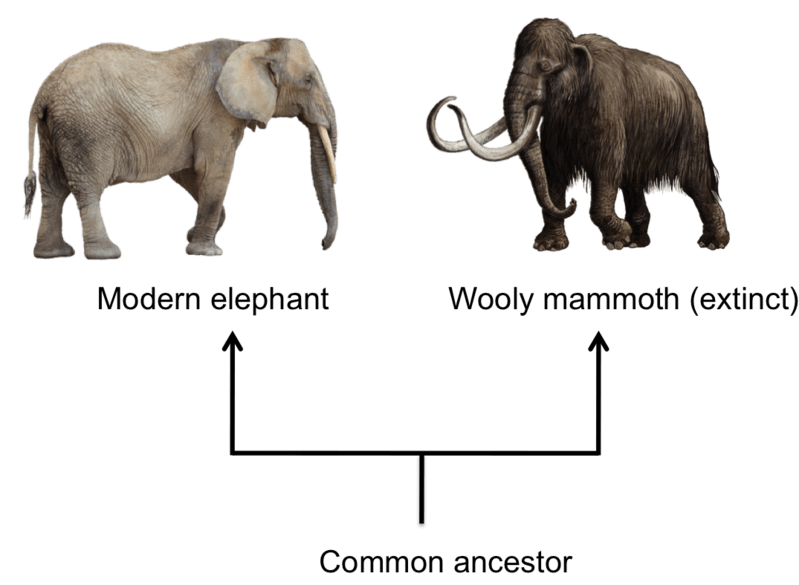 Modern elephant
Wooly mammoth (extinct)
Common ancestor